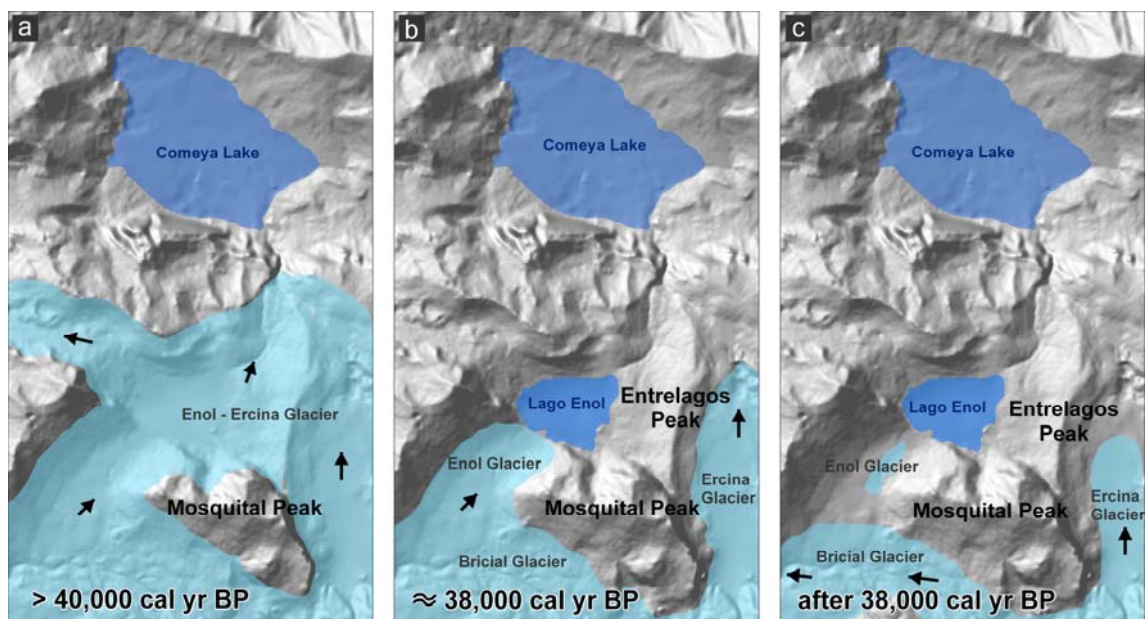 a
Comeya Lake
Enol - Ercina Glacier
Mosquital Peak
> 40,000 cal yr BP
b
Comeya Lake
Lago Enol
Entrelagos
Peak
Enol Glacier
Ercina
Glacier
Mosquital Peak
Bricial Glacier
≈ 38,000 cal yr BP
c
Comeya Lake
Lago Enol
Entrelagos
Peak
Enol Glacier
Ercina
Glacier
Mosquital Peak
Bricial Glacier
after 38,000 cal yr BP